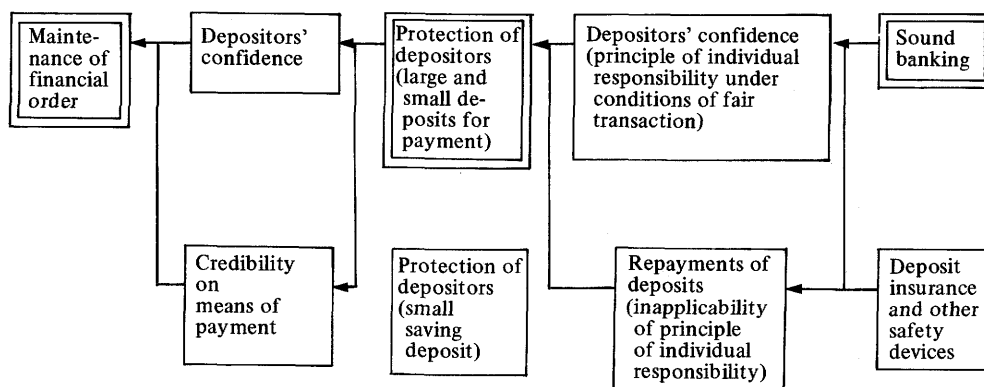 Mainte-
nance of
financial
order
Depositors'
confidence
Protection of
depositors
(large and
small de-
posits for
payment)
Depositors' confidence
(principle of individual
responsibility under
conditions of fair
transaction)
Sound
banking
Credibility
on
means of
payment
Protection of
depositors
(small
saving
deposit)
Repayments of
deposits
(inapplicability
of principle
of individual
responsibility)
Deposit
insurance
and other
safety
devices